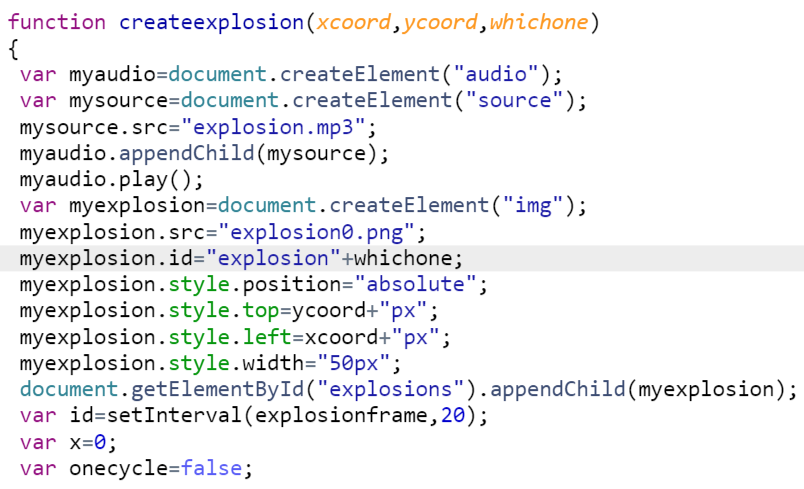 function createexplosion(xcoord,ycoord,whichone)
{
 var myaudio=document.createElement("audio");
 var mysource=document.createElement("source");
 mysource.src="explosion.mp3";
 myaudio.appendChild(mysource);
 myaudio.play();
 var myexplosion=document.createElement("img");
 myexplosion.src="explosion0.png";
 myexplosion.id="explosion"+whichone;
 myexplosion.style.position="absolute";
 myexplosion.style.top=ycoord+"px";
 myexplosion.style.left=xcoord+"px";
 myexplosion.style.width="50px";
 document.getElementById("explosions").appendChild(myexplosion);
 var id=setInterval(explosionframe,20);
 var x=0;
 var onecycle=false;